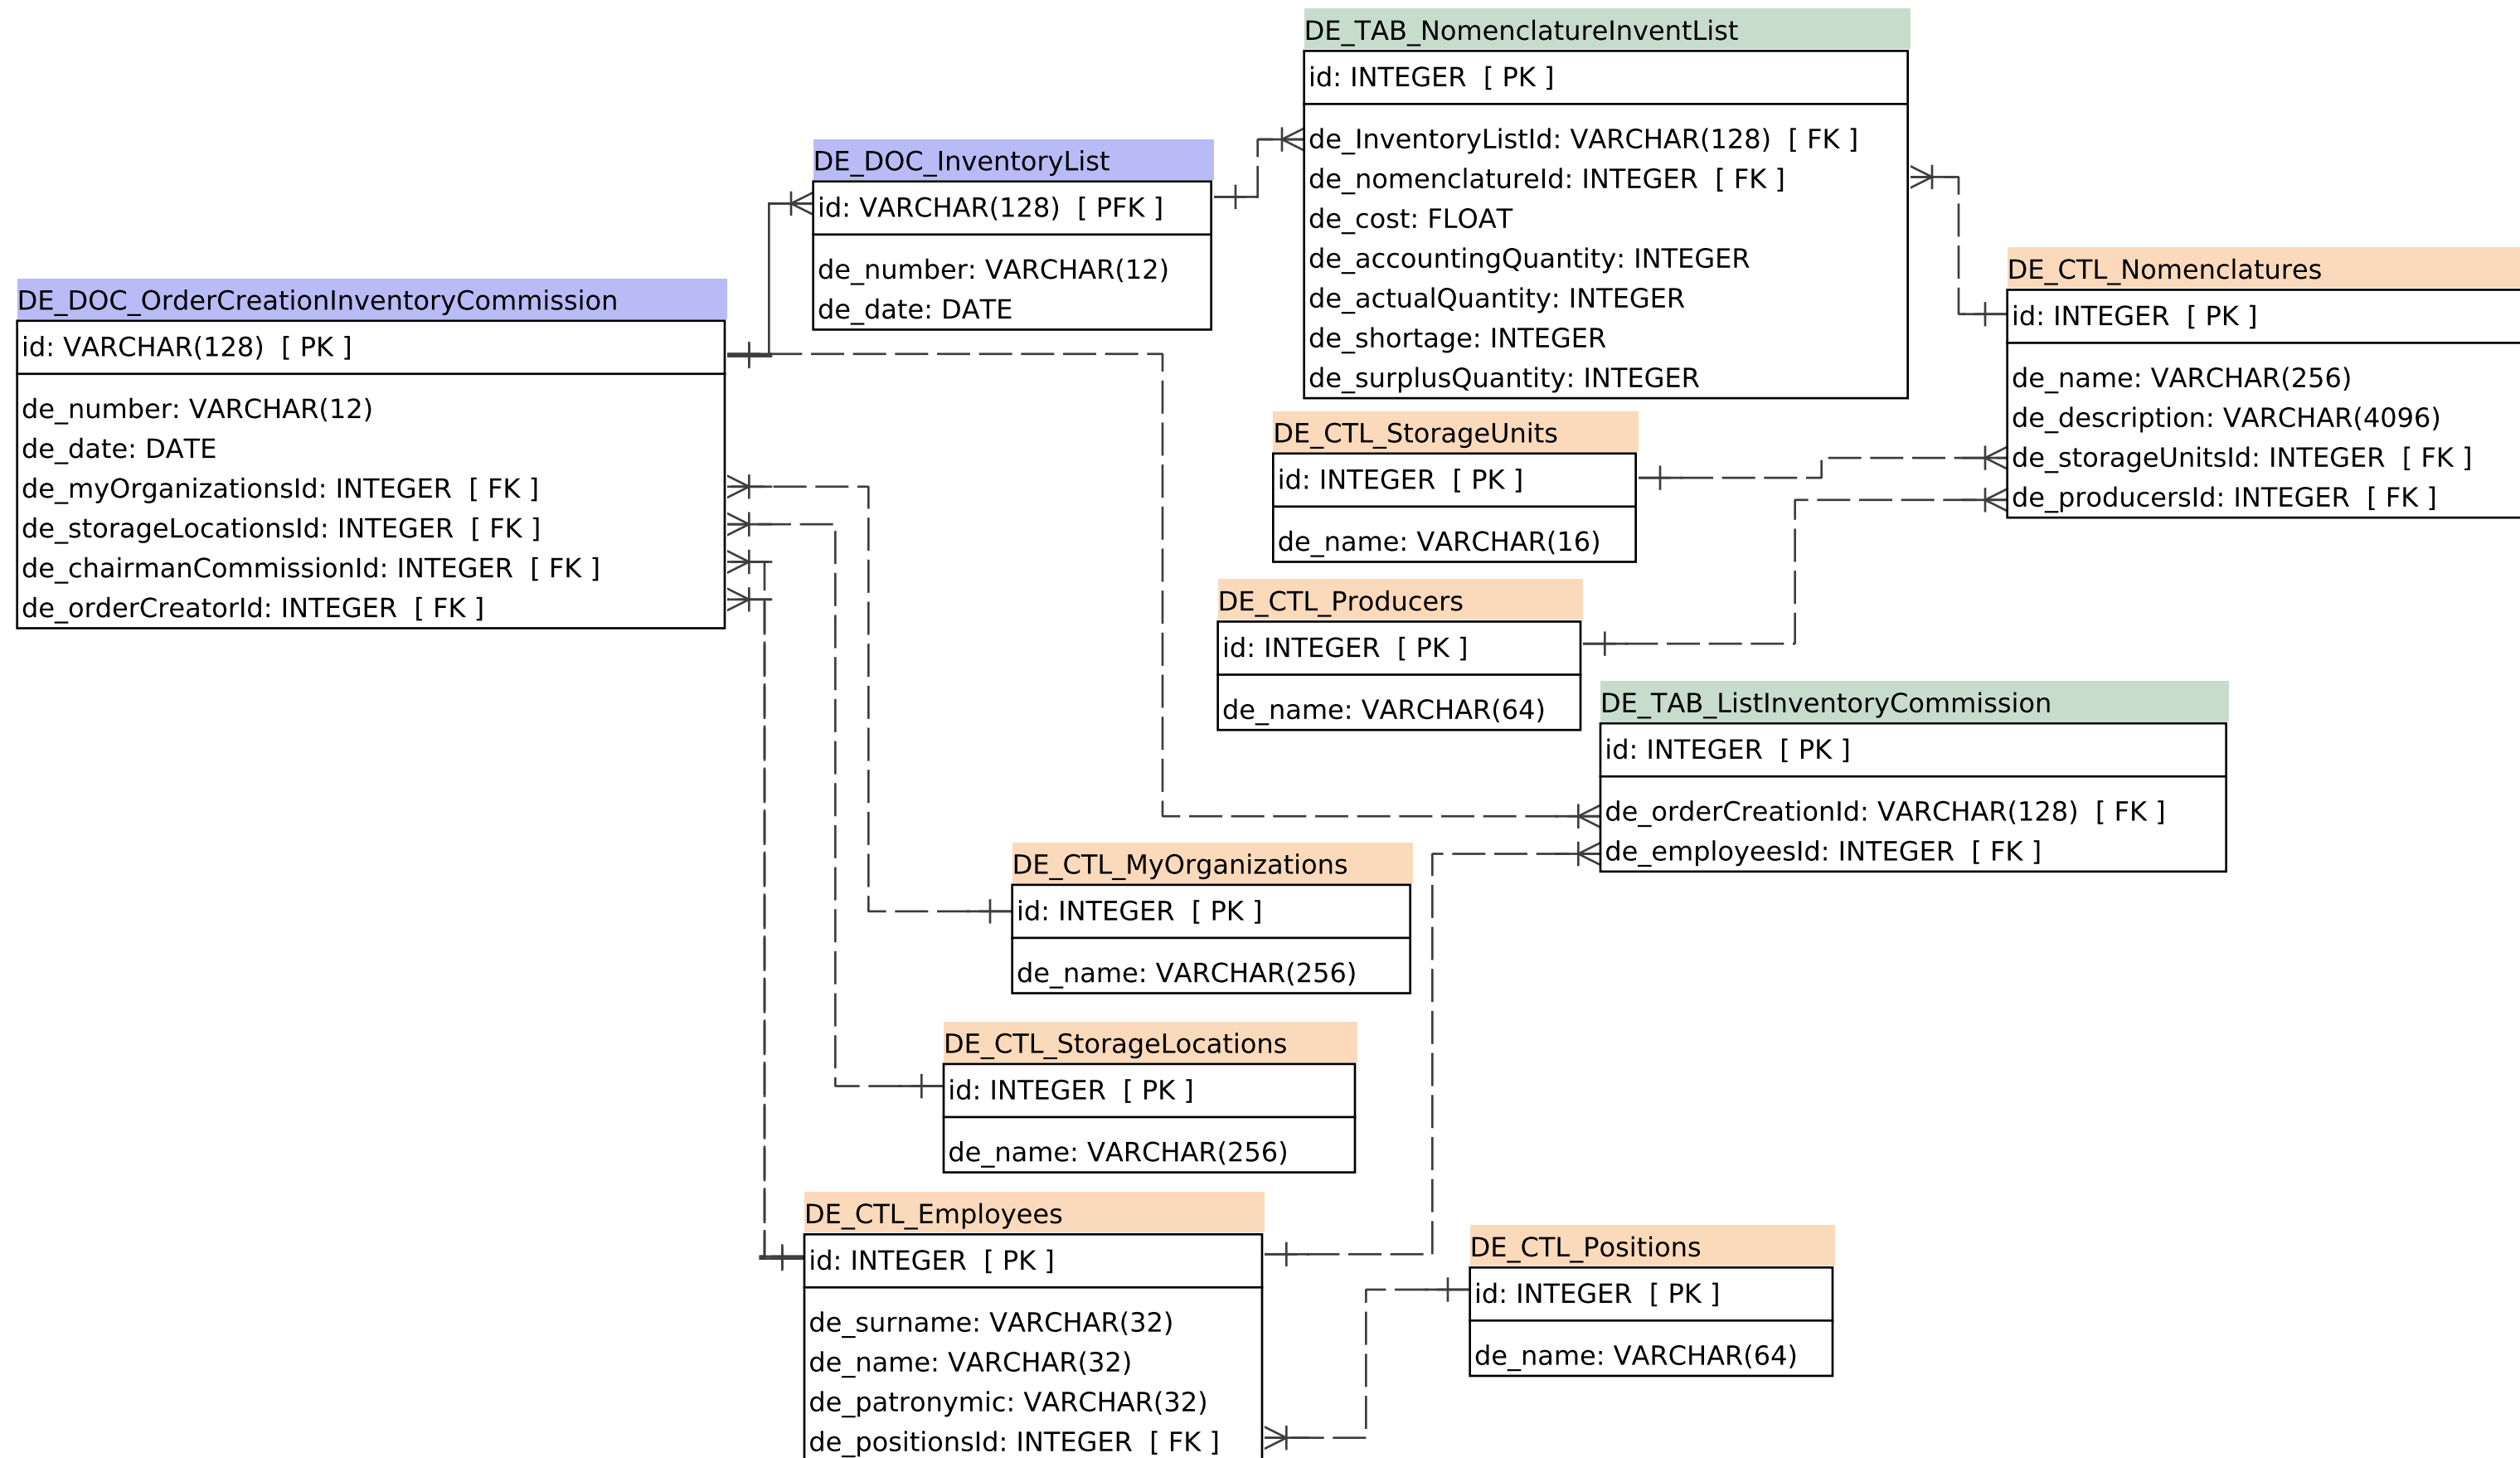 DE_TAB_NomenclatureInventList
id: INTEGER [ PK ]
de_InventoryListId: VARCHAR(128) [ FK ]
de_nomenclatureId: INTEGER [ FK ]
de_cost: FLOAT
de_accountingQuantity: INTEGER
de_actualQuantity: INTEGER
de_shortage: INTEGER
de_surplusQuantity: INTEGER
DE_DOC_InventoryList
id: VARCHAR(128) [ PFK ]
de_number: VARCHAR(12)
de_date: DATE
DE_CTL_Nomenclatures
id: INTEGER [ PK ]
de_name: VARCHAR(256)
de_description: VARCHAR(4096)
de_storageUnitsId: INTEGER [ FK ]
de_producersId: INTEGER [ FK ]
DE_DOC_OrderCreationInventoryCommission
id: VARCHAR(128) [ PK ]
de_number: VARCHAR(12)
de_date: DATE
de_myOrganizationsId: INTEGER [ FK ]
de_storageLocationsId: INTEGER [ FK ]
de_chairmanCommissionId: INTEGER [ FK ]
de_orderCreatorId: INTEGER [ FK ]
DE_CTL_StorageUnits
id: INTEGER [ PK ]
de_name: VARCHAR(16)
DE_CTL_Producers
id: INTEGER [ PK ]
de_name: VARCHAR(64)
DE_TAB_ListInventoryCommission
id: INTEGER [ PK ]
de_orderCreationId: VARCHAR(128) [ FK ]
de_employeesId: INTEGER [ FK ]
DE_CTL_MyOrganizations
id: INTEGER [ PK ]
de_name: VARCHAR(256)
DE_CTL_StorageLocations
id: INTEGER [ PK ]
de_name: VARCHAR(256)
DE_CTL_Employees
id: INTEGER [ PK ]
de_surname: VARCHAR(32)
de_name: VARCHAR(32)
de_patronymic: VARCHAR(32)
de_positionsId: INTEGER [ FK ]
DE_CTL_Positions
id: INTEGER [ PK ]
de_name: VARCHAR(64)